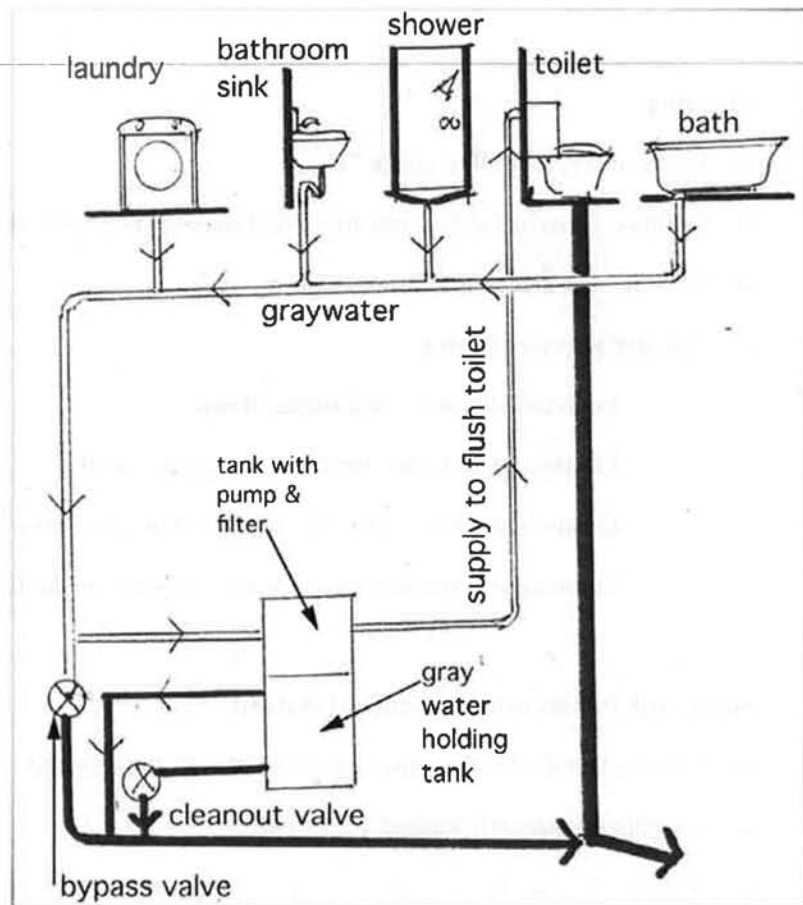 laundry
bathroom
sink
shower
toilet
bath
graywater
supply to flush toilet
tank with
pump &
filter
gray
water
holding
tank
cleanout valve
bypass valve